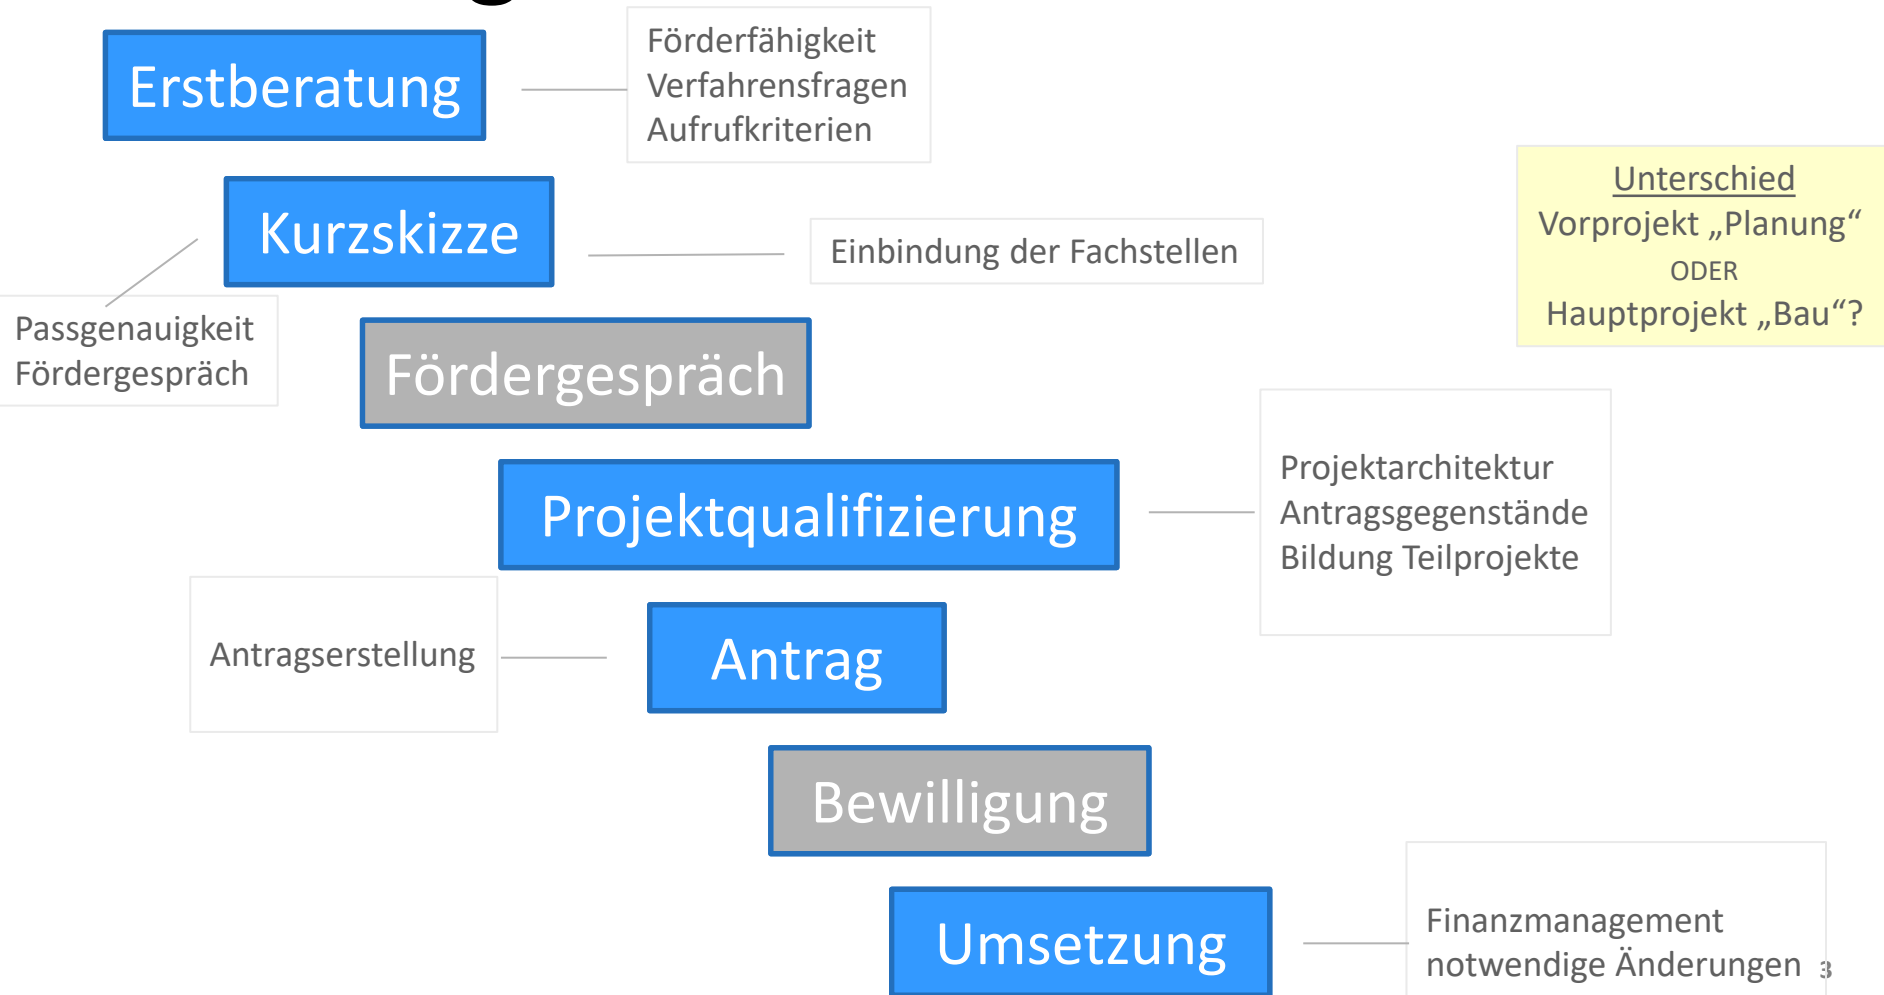 Erstberatung
Förderfähigkeit
Verfahrensfragen
Aufrufkriterien
Unterschied
Vorprojekt „Planung“
ODER
Hauptprojekt „Bau“?
Kurzskizze
Einbindung der Fachstellen
Passgenauigkeit
Fördergespräch
Fördergespräch
Projektqualifizierung
Projektarchitektur
Antragsgegenstände
Bildung Teilprojekte
Antragserstellung
Antrag
Bewilligung
Umsetzung
Finanzmanagement
notwendige Änderungen
3